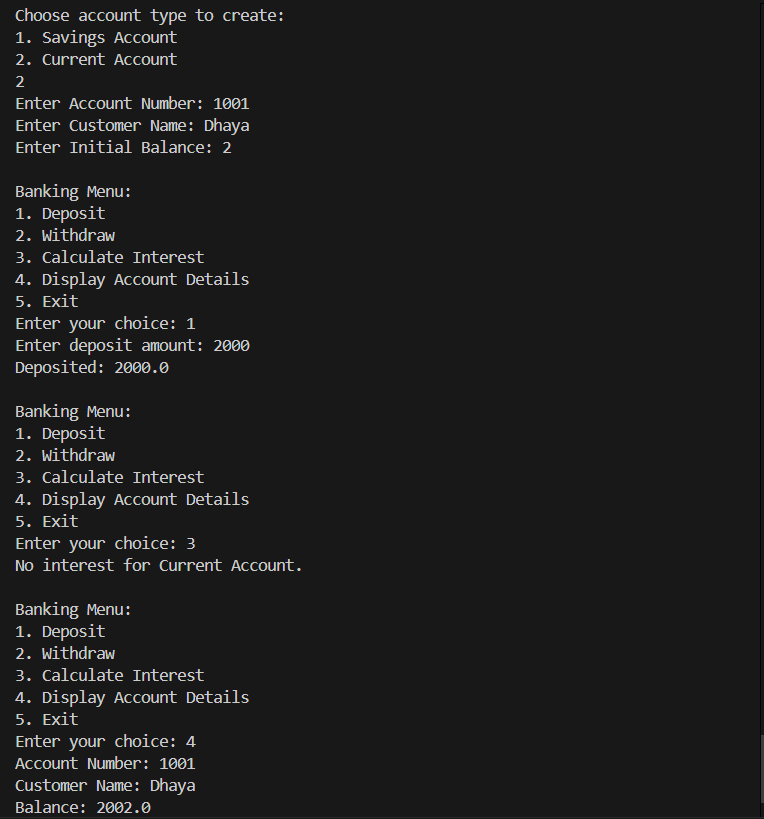 Choose account type to create:
1. Savings Account
2. Current Account
2
Enter Account Number: 1001
Enter Customer Name: Dhaya
Enter Initial Balance: 2

Banking Menu:
1. Deposit
2. Withdraw
3. Calculate Interest
4. Display Account Details
5. Exit
Enter your choice: 1
Enter deposit amount: 2000
Deposited: 2000.0

Banking Menu:
1. Deposit
2. Withdraw
3. Calculate Interest
4. Display Account Details
5. Exit
Enter your choice: 3
No interest for Current Account.

Banking Menu:
1. Deposit
2. Withdraw
3. Calculate Interest
4. Display Account Details
5. Exit
Enter your choice: 4
Account Number: 1001
Customer Name: Dhaya
Balance: 2002.0